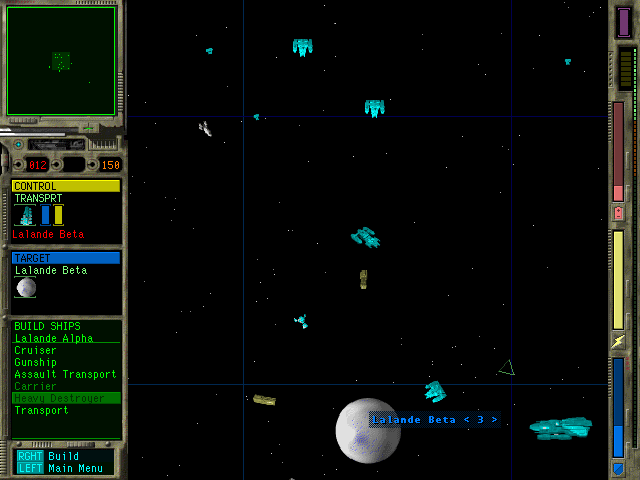 012 150
CONTROL
TRANSPRT
Lalande Beta
TARGET
Lalande Beta
BUILD SHIPS
Lalande Alpha
Cruiser
Gunship
Assault Transport
Carrier
Heavy Destroyer
Transport
RGHT Build
LEFT Main Menu
Lalande Beta < 3 >